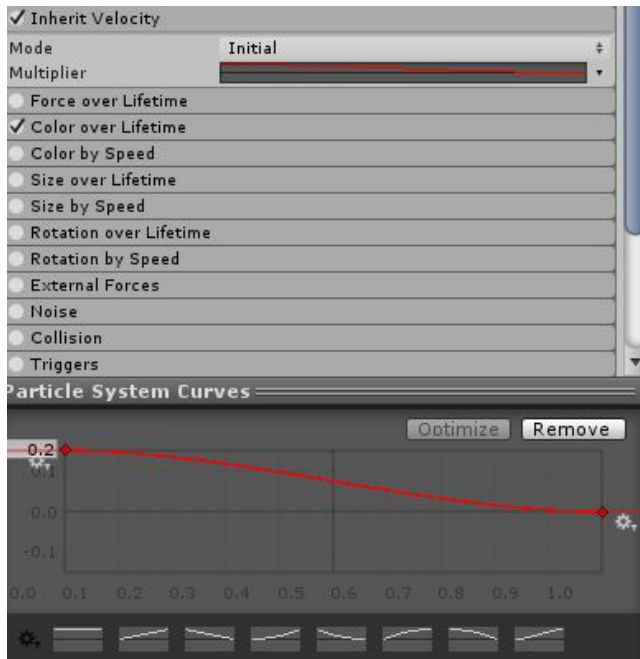 Inherit Velocity
Mode Initial
Multiplier
Force over Lifetime
Color over Lifetime
Color by Speed
Size over Lifetime
Size by Speed
Rotation over Lifetime
Rotation by Speed
External Forces
Noise
Collision
Triggers
Particle System Curves
Optimize Remove
0.2
0.1
0.0
-0.1
0.0 0.1 0.2 0.3 0.4 0.5 0.6 0.7 0.8 0.9 1.0